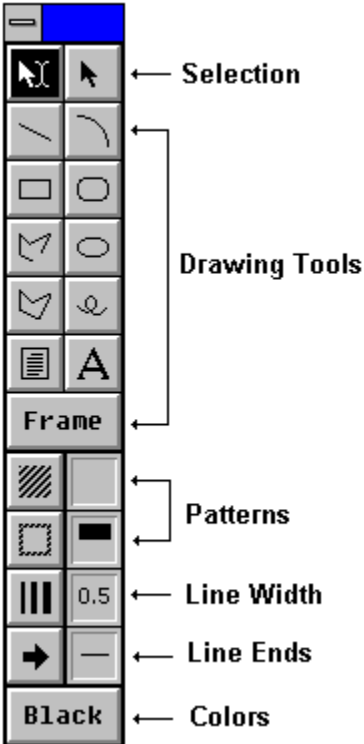 Selection
Drawing Tools
A
Frame
Patterns
0.5
Line Width
Line Ends
Black
Colors